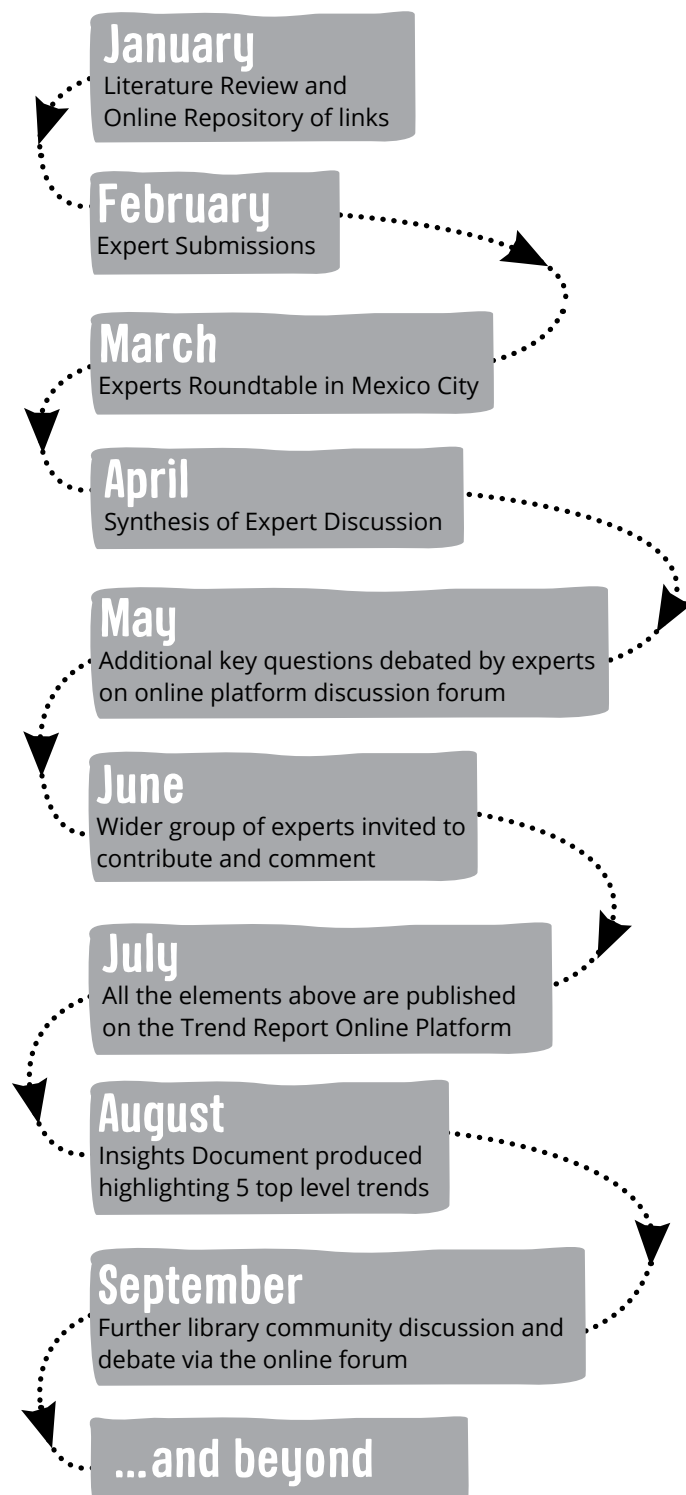 January
Literature Review and
Online Repository of links
February
Expert Submissions
March
Experts Roundtable in Mexico City
April
Synthesis of Expert Discussion
May
Additional key questions debated by experts
on online platform discussion forum
June
Wider group of experts invited to
contribute and comment
July
All the elements above are published
on the Trend Report Online Platform
August
Insights Document produced
highlighting 5 top level trends
September
Further library community discussion and
debate via the online forum
...and beyond